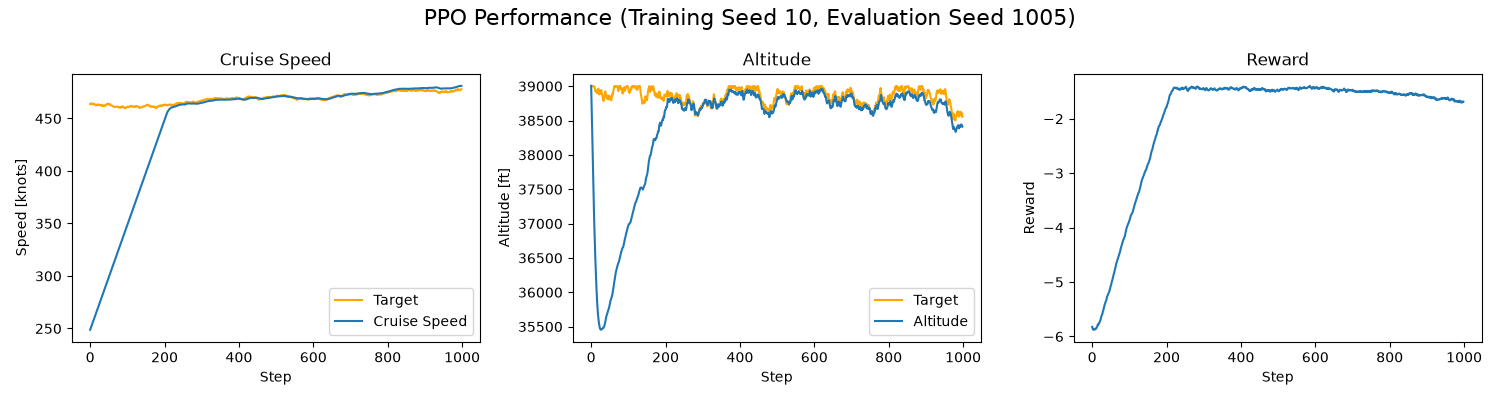 PPO Performance (Training Seed 10, Evaluation Seed 1005)
Cruise Speed
Speed [knots]
450
400
350
300
250
0 200 400 600 800 1000
Step
Target
Cruise Speed
Altitude
Altitude [ft]
39000
38500
38000
37500
37000
36500
36000
35500
0 200 400 600 800 1000
Step
Target
Altitude
Reward
Reward
−2
−3
−4
−5
−6
0 200 400 600 800 1000
Step